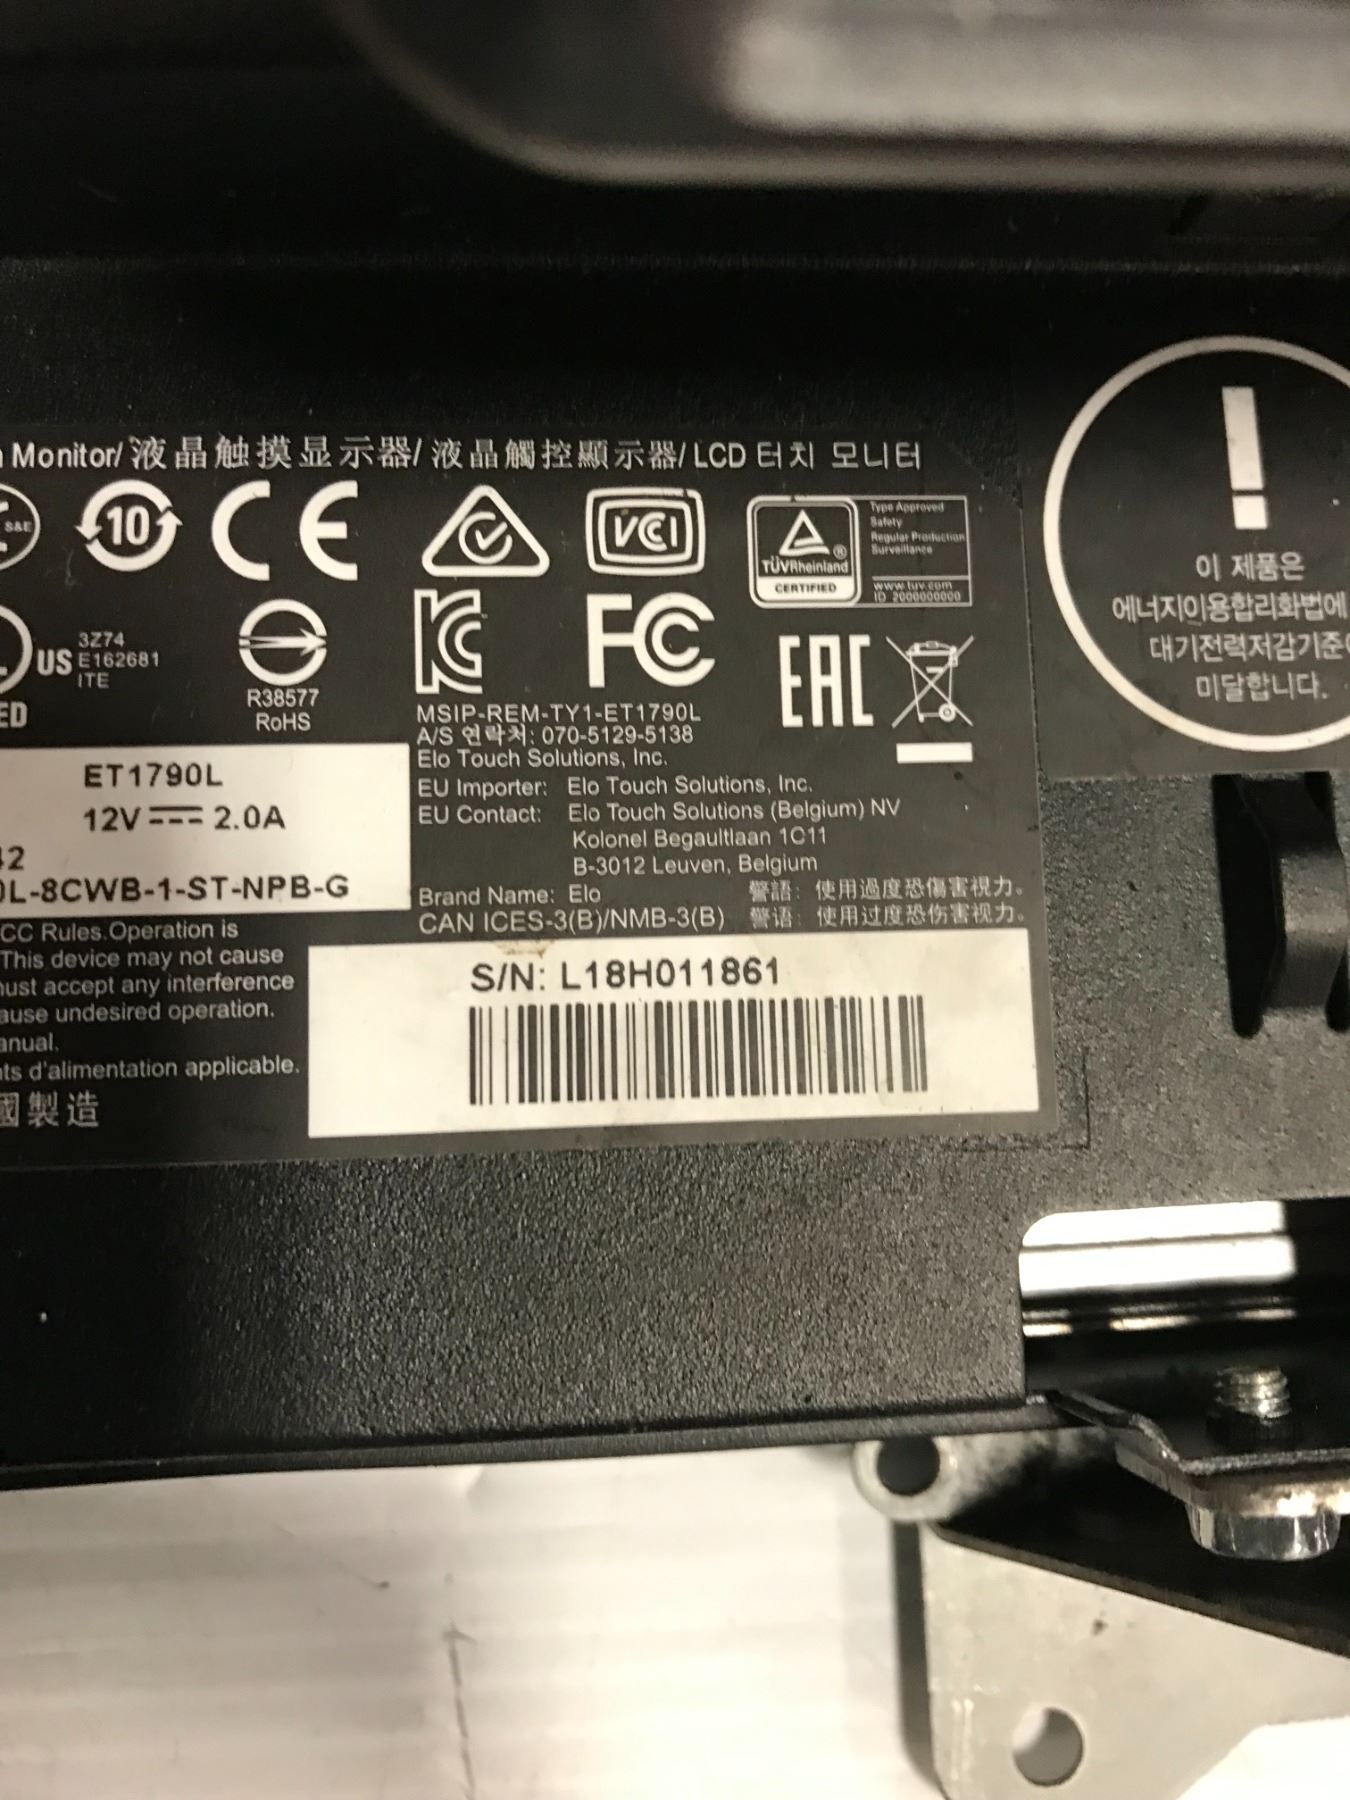 Monitor/ 液晶触摸显示器/ 液晶觸控顯示器/ LCD 터치 모니터
S&E
10
CE
VCI
TÜVRheinland
CERTIFIED
Type Approved
Safety
Regular Production
Surveillance
www.tuv.com
ID 2000000000
US
3Z74
E162681
ITE
ED
R38577
RoHS
KC
FC
EAC
MSIP-REM-TY1-ET1790L
A/S 연락처: 070-5129-5138
Elo Touch Solutions, Inc.
EU Importer: Elo Touch Solutions, Inc.
EU Contact: Elo Touch Solutions (Belgium) NV
Kolonel Begaultlaan 1C11
B-3012 Leuven, Belgium
Brand Name: Elo 警語: 使用過度恐傷害視力。
CAN ICES-3(B)/NMB-3(B) 警语: 使用过度恐伤害视力。
ET1790L
12V 2.0A
42
0L-8CWB-1-ST-NPB-G
CC Rules.Operation is
This device may not cause
must accept any interference
ause undesired operation.
anual.
ts d'alimentation applicable.
國製造
S/N: L18H011861
!
이 제품은
에너지이용합리화법에
대기전력저감기준
미달합니다.